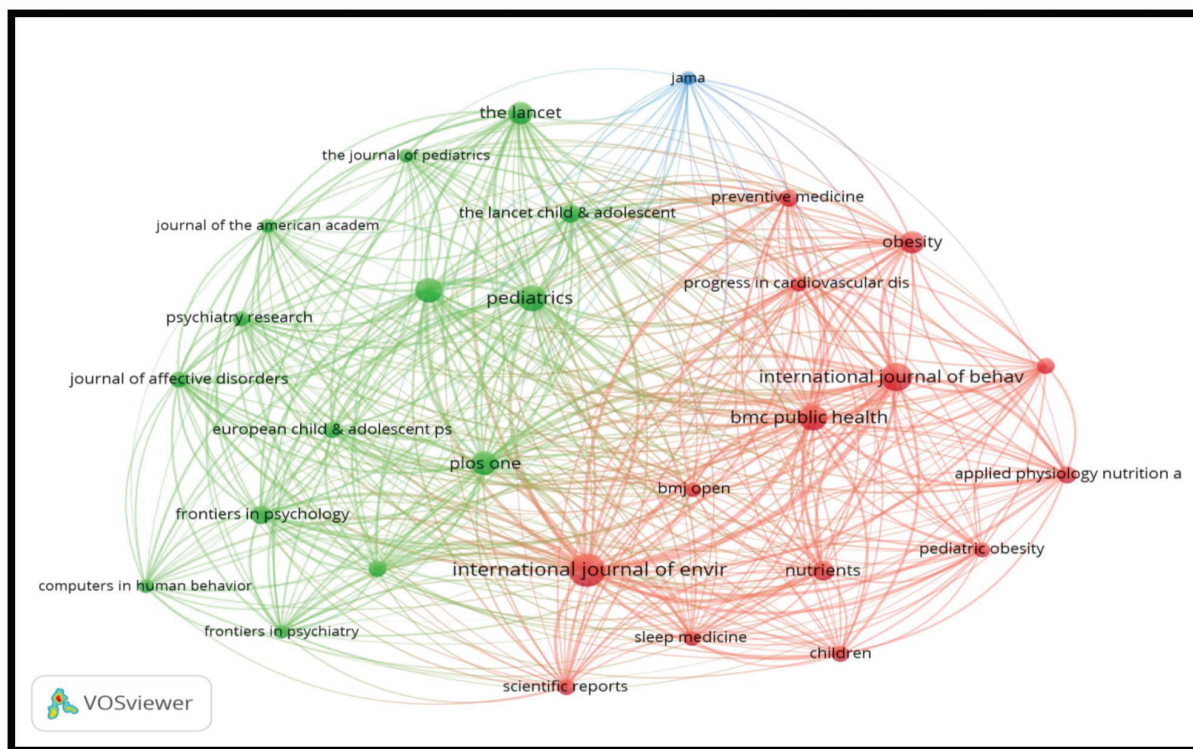 jama
the lancet
the journal of pediatrics
preventive medicine
the lancet child & adolescent
journal of the american academ
obesity
progress in cardiovascular dis
pediatrics
psychiatry research
international journal of behav
journal of affective disorders
bmc public health
european child & adolescent ps
plos one
applied physiology nutrition a
bmj open
frontiers in psychology
pediatric obesity
international journal of envir
nutrients
computers in human behavior
frontiers in psychiatry
sleep medicine
children
scientific reports
VOSviewer